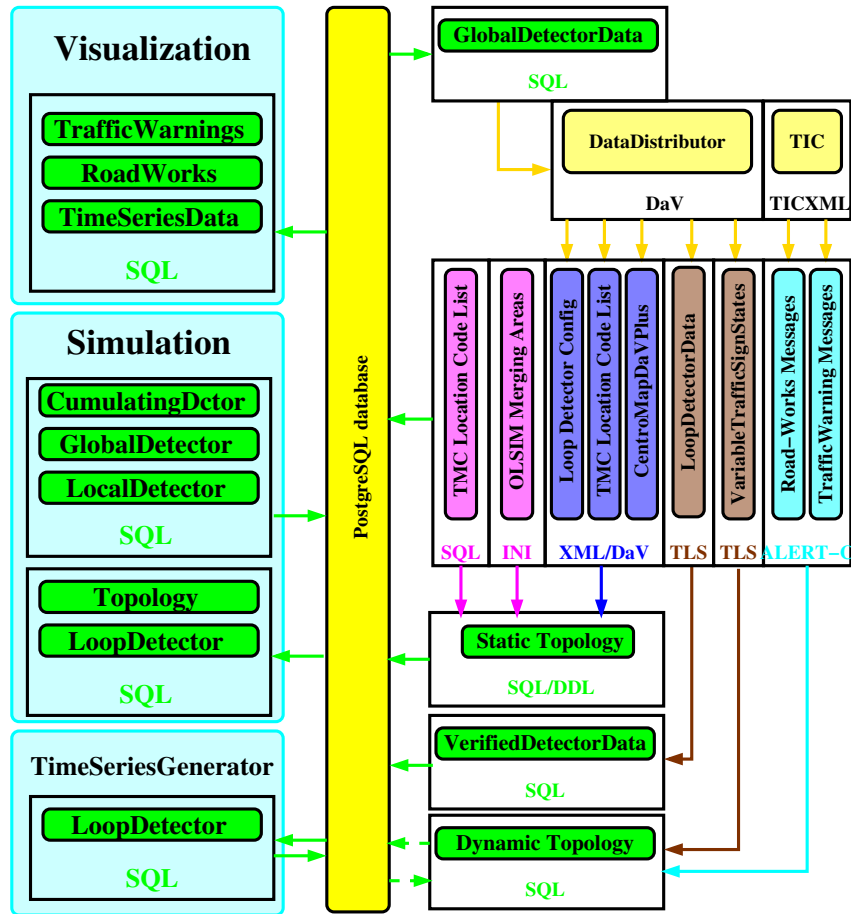 Visualization
TrafficWarnings
RoadWorks
TimeSeriesData
SQL
Simulation
CumulatingDctor
GlobalDetector
LocalDetector
SQL
Topology
LoopDetector
SQL
TimeSeriesGenerator
LoopDetector
SQL
PostgreSQL database
GlobalDetectorData
SQL
DataDistributor
DaV
TIC
TICXML
TMC Location Code List
SQL
OLSIM Merging Areas
INI
Loop Detector Config
TMC Location Code List
CentroMapDaVPlus
XML/DaV
LoopDetectorData
TLS
VariableTrafficSignStates
TLS
Road−Works Messages
TrafficWarning Messages
ALERT−C
Static Topology
SQL/DDL
VerifiedDetectorData
SQL
Dynamic Topology
SQL